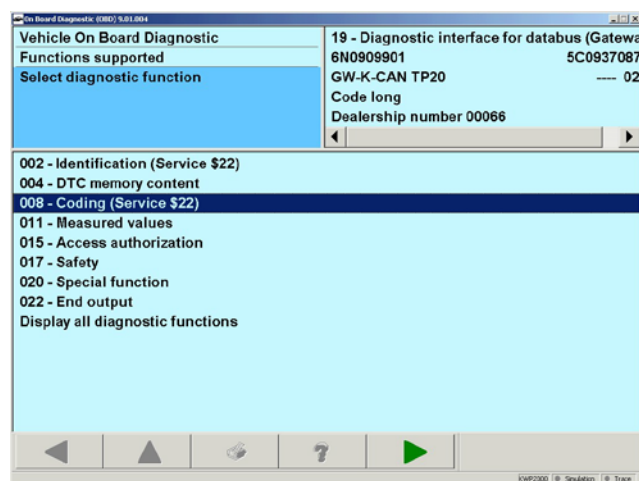 On Board Diagnostic (OBD) 9.01.004
Vehicle On Board Diagnostic
Functions supported
Select diagnostic function
19 - Diagnostic interface for databus (Gatewa
6N0909901 5C0937087
GW-K-CAN TP20 ---- 02
Code long
Dealership number 00066
002 - Identification (Service $22)
004 - DTC memory content
008 - Coding (Service $22)
011 - Measured values
015 - Access authorization
017 - Safety
020 - Special function
022 - End output
Display all diagnostic functions
?
KWP2000 Simulation Trace